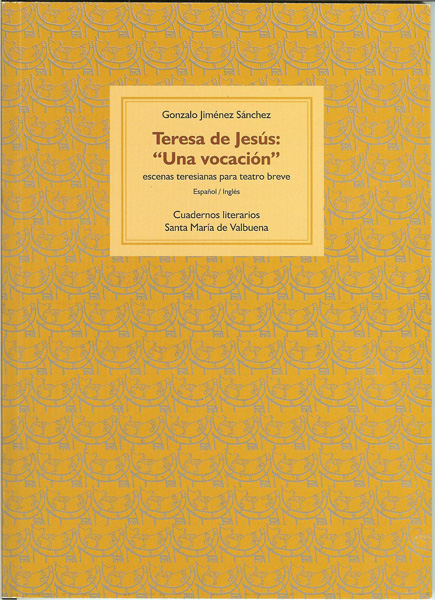 Gonzalo Jiménez Sánchez
Teresa de Jesús:
“Una vocación”
escenas teresianas para teatro breve
Español / Inglés
Cuadernos literarios
Santa María de Valbuena